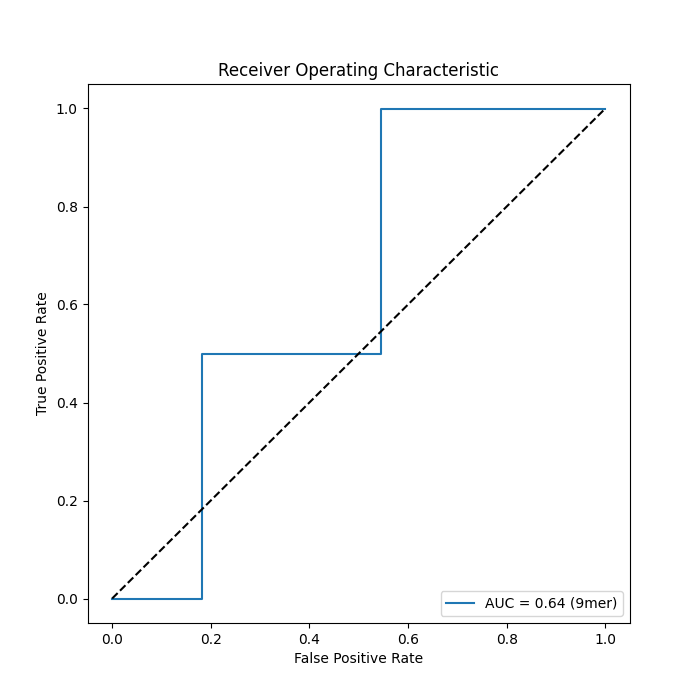 Receiver Operating Characteristic
1.0
0.8
0.6
0.4
0.2
0.0
True Positive Rate
AUC = 0.64 (9mer)
0.0 0.2 0.4 0.6 0.8 1.0
False Positive Rate